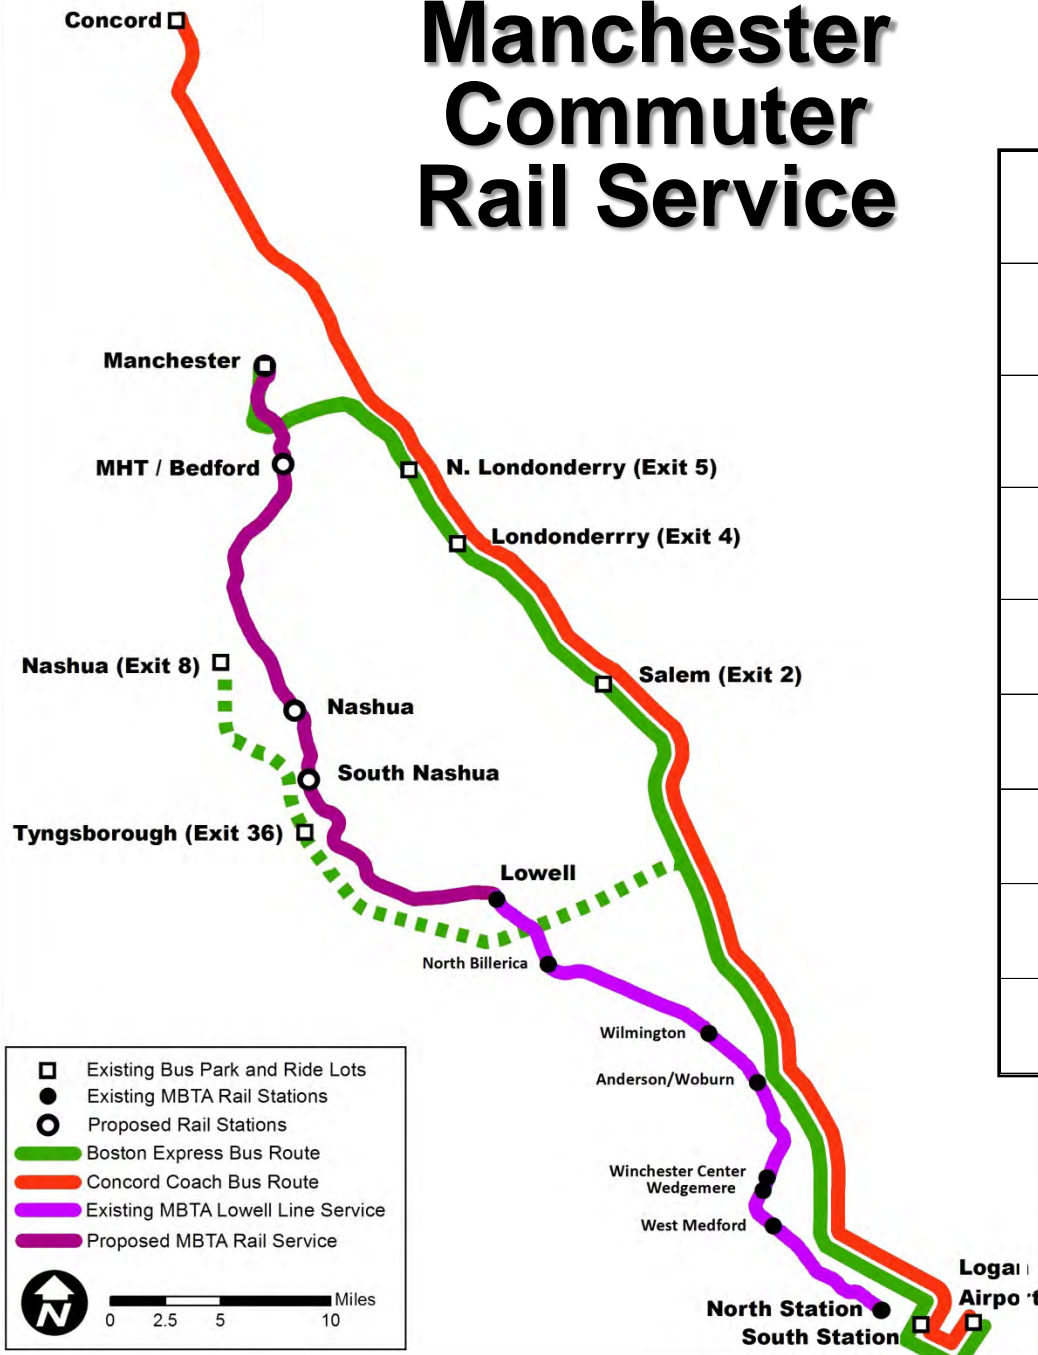 Manchester
Commuter
Rail Service
Concord
Manchester
MHT / Bedford
N. Londonderry (Exit 5)
Londonderrry (Exit 4)
Nashua (Exit 8)
Salem (Exit 2)
Nashua
South Nashua
Tyngsborough (Exit 36)
Lowell
North Billerica
Wilmington
Anderson/Woburn
Winchester Center
Wedgemere
West Medford
Logan
Airport
North Station
South Station
Existing Bus Park and Ride Lots
Existing MBTA Rail Stations
Proposed Rail Stations
Boston Express Bus Route
Concord Coach Bus Route
Existing MBTA Lowell Line Service
Proposed MBTA Rail Service
N
Miles
0 2.5 5 10